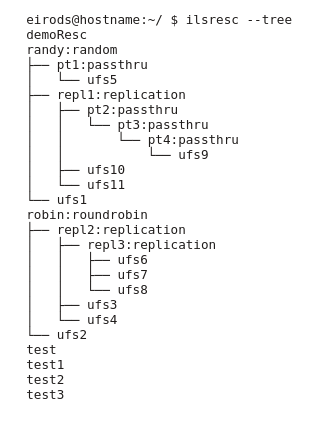 eirods@hostname:~/ $ ilsresc --tree
demoResc
randy:random
├── pt1:passthru
│   └── ufs5
├── repl1:replication
│   ├── pt2:passthru
│   │   └── pt3:passthru
│   │       └── pt4:passthru
│   │           └── ufs9
│   ├── ufs10
│   └── ufs11
└── ufs1
robin:roundrobin
├── repl2:replication
│   ├── repl3:replication
│   │   ├── ufs6
│   │   ├── ufs7
│   │   └── ufs8
│   ├── ufs3
│   └── ufs4
└── ufs2
test
test1
test2
test3